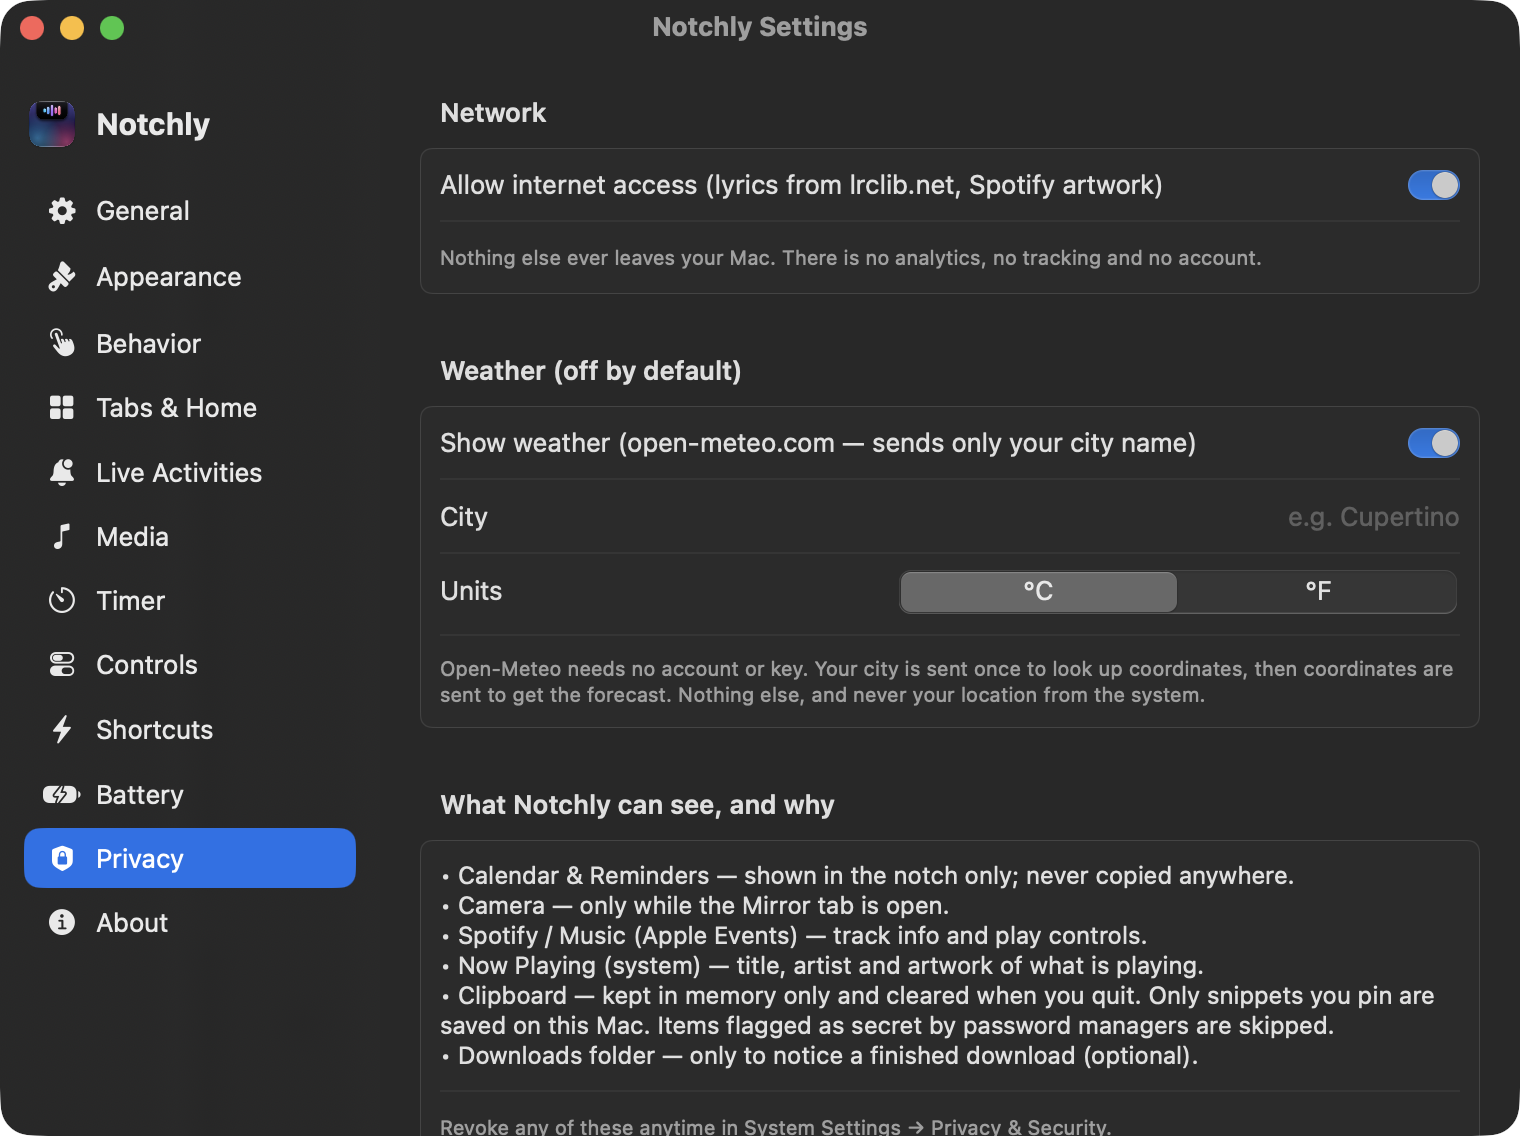 Notchly Settings
Notchly
General
Appearance
Behavior
Tabs & Home
Live Activities
Media
Timer
Controls
Shortcuts
Battery
Privacy
About
Network
Allow internet access (lyrics from lrclib.net, Spotify artwork)
Nothing else ever leaves your Mac. There is no analytics, no tracking and no account.
Weather (off by default)
Show weather (open-meteo.com — sends only your city name)
City
e.g. Cupertino
Units
°C
°F
Open-Meteo needs no account or key. Your city is sent once to look up coordinates, then coordinates are
sent to get the forecast. Nothing else, and never your location from the system.
What Notchly can see, and why
• Calendar & Reminders — shown in the notch only; never copied anywhere.
• Camera — only while the Mirror tab is open.
• Spotify / Music (Apple Events) — track info and play controls.
• Now Playing (system) — title, artist and artwork of what is playing.
• Clipboard — kept in memory only and cleared when you quit. Only snippets you pin are
saved on this Mac. Items flagged as secret by password managers are skipped.
• Downloads folder — only to notice a finished download (optional).
Revoke any of these anytime in System Settings → Privacy & Security.